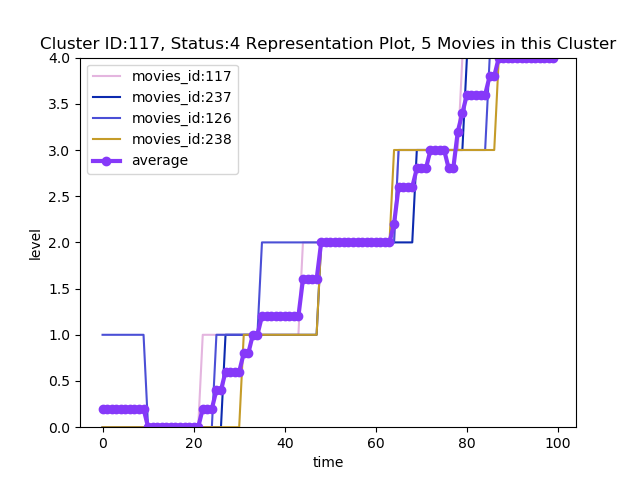 Cluster ID:117, Status:4 Representation Plot, 5 Movies in this Cluster
movies_id:117
movies_id:237
movies_id:126
movies_id:238
average
4.0
3.5
3.0
2.5
2.0
1.5
1.0
0.5
0.0
level
0 20 40 60 80 100
time